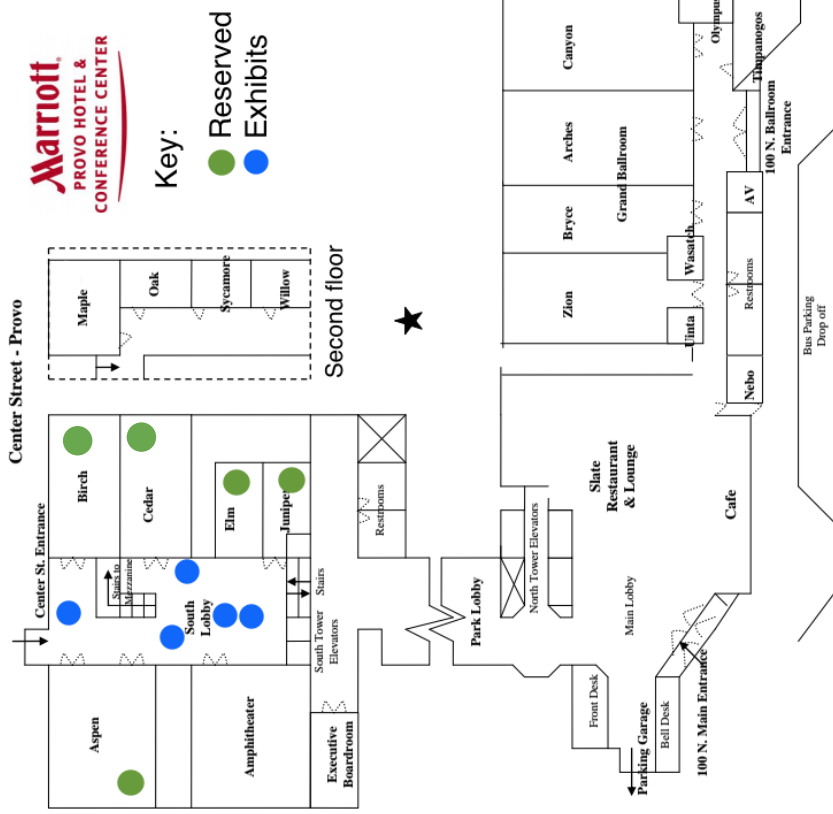 Marriott
PROVO HOTEL &
CONFERENCE CENTER
Key:
Reserved
Exhibits
Center Street - Provo
Maple
Oak
Sycamore
Willow
Second floor
Center St. Entrance
Birch
Cedar
Elm
Juniper
Stairs to
Mezzanine
South
Lobby
Stairs
South Tower
Elevators
Restrooms
Aspen
Amphitheater
Executive
Boardroom
Park Lobby
North Tower Elevators
Slate
Restaurant
& Lounge
Main Lobby
Cafe
Front Desk
Bell Desk
Parking Garage
100 N. Main Entrance
Canyon
Arches
Bryce
Grand Ballroom
Zion
Olympus
Timpanogos
Wasatch
Uinta
100 N. Ballroom
Entrance
AV
Restrooms
Nebo
Bus Parking
Drop off